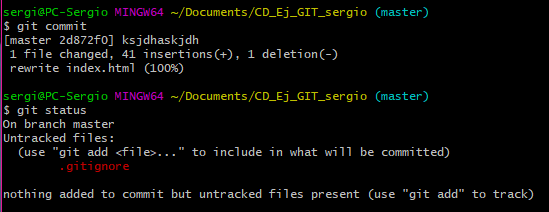 sergi@PC-Sergio MINGW64 ~/Documents/CD_Ej_GIT_sergio (master)
$ git commit
[master 2d872f0] ksjdhaskjdh
 1 file changed, 41 insertions(+), 1 deletion(-)
 rewrite index.html (100%)

sergi@PC-Sergio MINGW64 ~/Documents/CD_Ej_GIT_sergio (master)
$ git status
On branch master
Untracked files:
  (use "git add <file>..." to include in what will be committed)
        .gitignore

nothing added to commit but untracked files present (use "git add" to track)